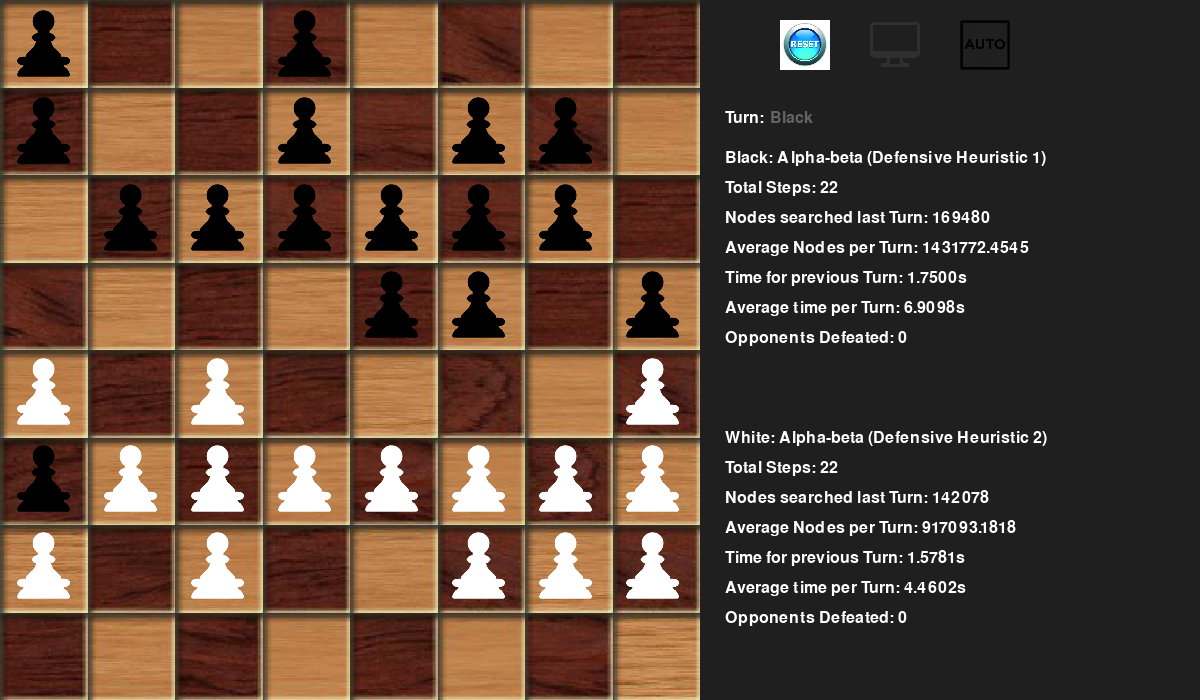 RESET
AUTO
Turn: Black
Black: Alpha-beta (Defensive Heuristic 1)
Total Steps: 22
Nodes searched last Turn: 169480
Average Nodes per Turn: 1431772.4545
Time for previous Turn: 1.7500s
Average time per Turn: 6.9098s
Opponents Defeated: 0
White: Alpha-beta (Defensive Heuristic 2)
Total Steps: 22
Nodes searched last Turn: 142078
Average Nodes per Turn: 917093.1818
Time for previous Turn: 1.5781s
Average time per Turn: 4.4602s
Opponents Defeated: 0